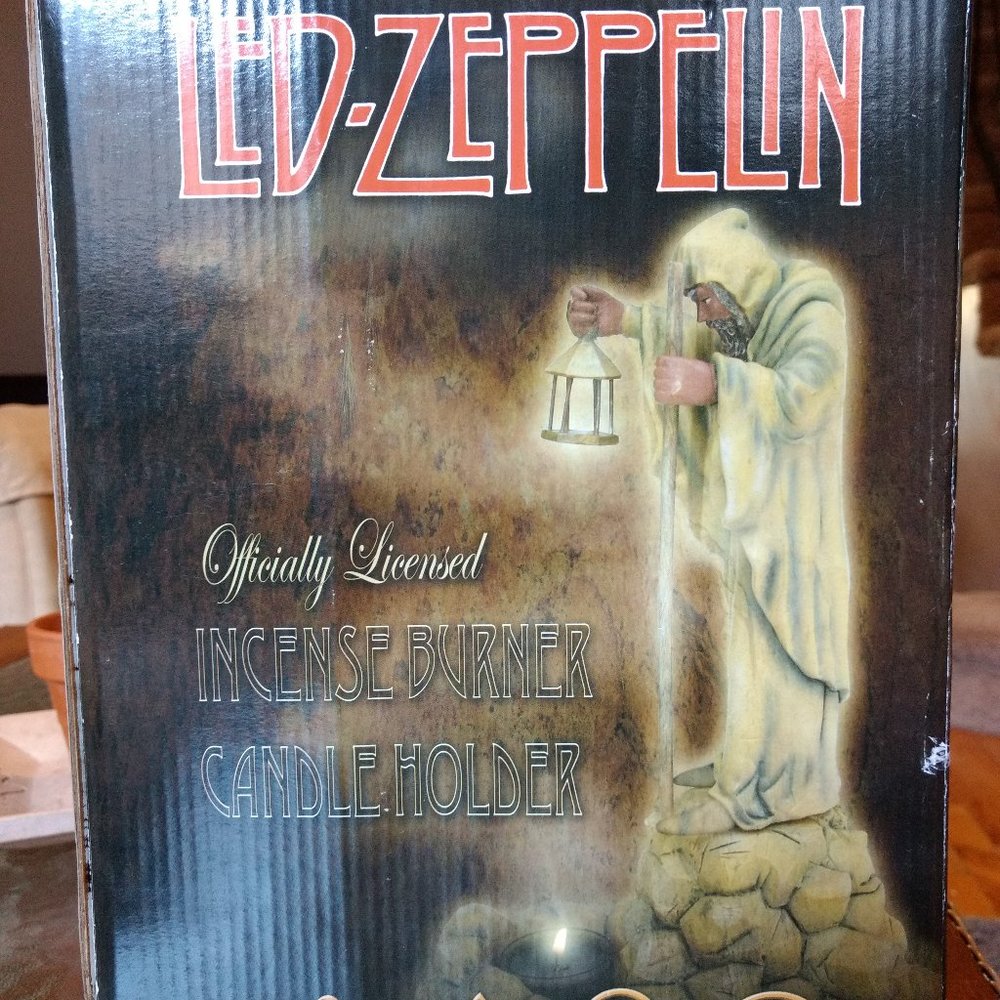 LED-ZEPPELIN
Officially Licensed
INCENSE BURNER
CANDLE HOLDER